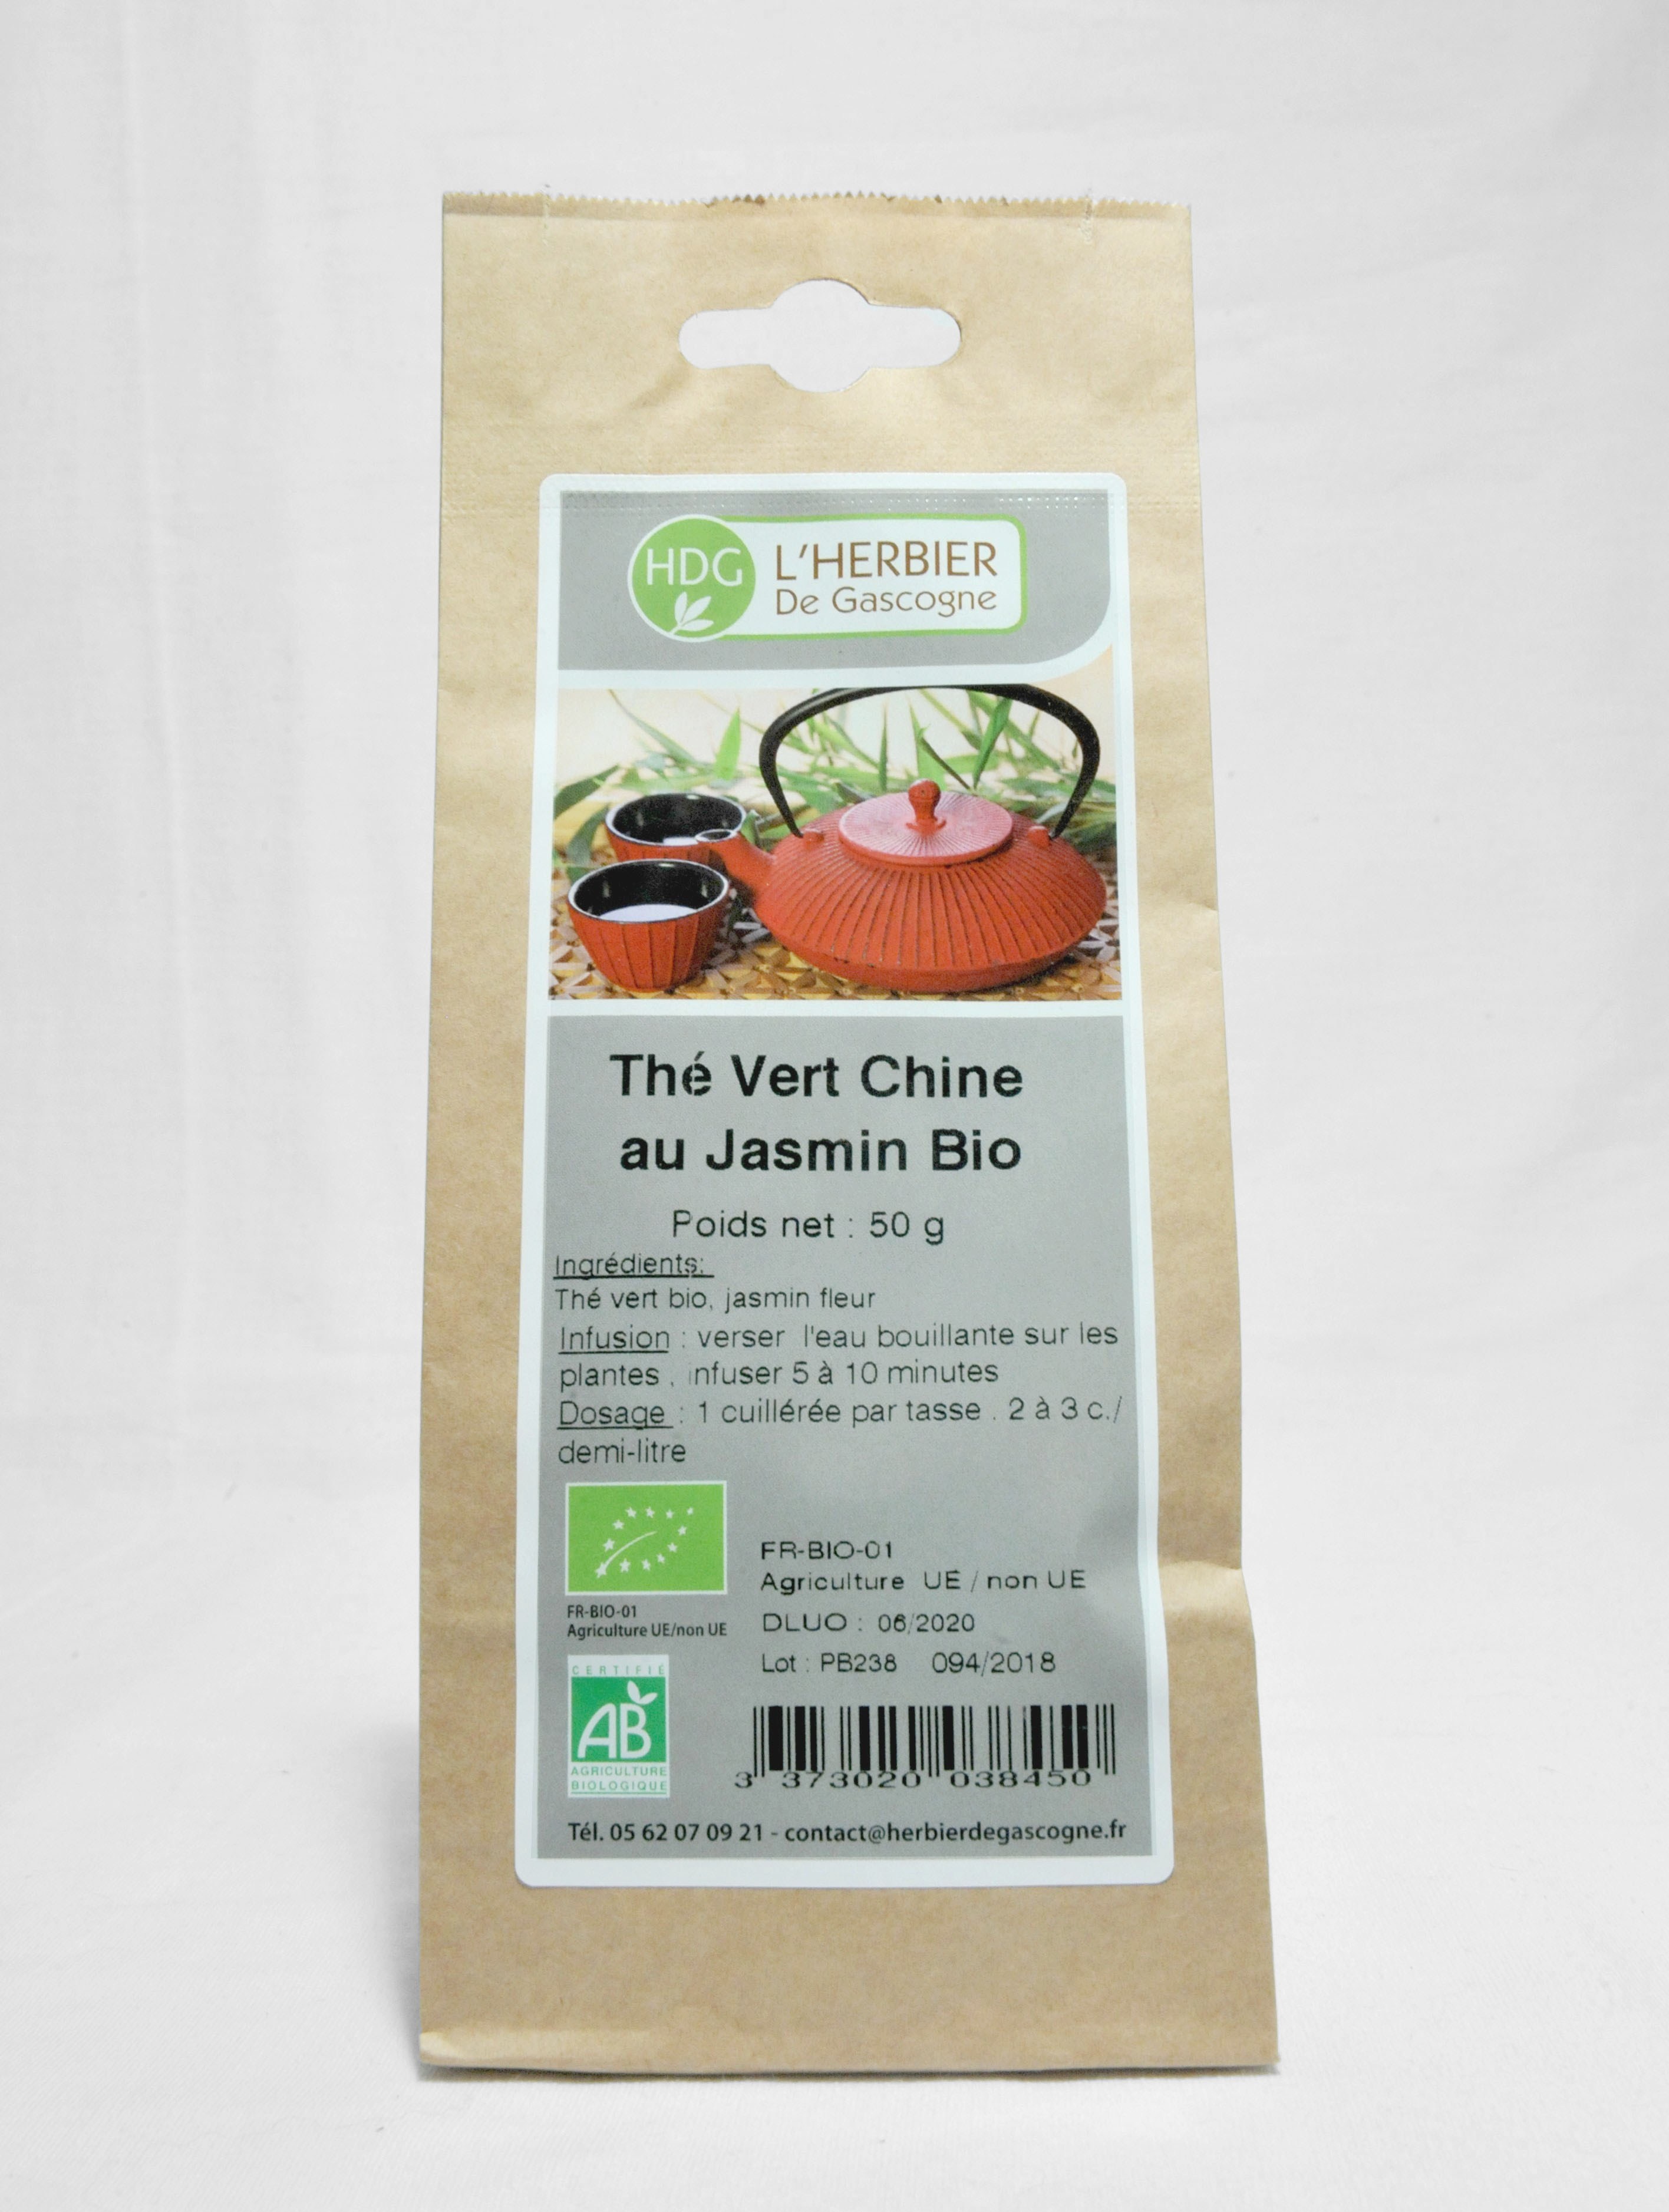 HDG
L'HERBIER
De Gascogne
Thé Vert Chine
au Jasmin Bio
Poids net : 50 g
Ingrédients:
Thé vert bio, jasmin fleur
Infusion : verser l'eau bouillante sur les
plantes , infuser 5 à 10 minutes
Dosage : 1 cuillérée par tasse . 2 à 3 c./
demi-litre
FR-BIO-01
Agriculture UE / non UE
FR-BIO-01
Agriculture UE/non UE
DLUO : 06/2020
Lot : PB238 094/2018
CERTIFIÉ
AB
AGRICULTURE
BIOLOGIQUE
3 373020 038450
Tél. 05 62 07 09 21 - contact@herbierdegascogne.fr